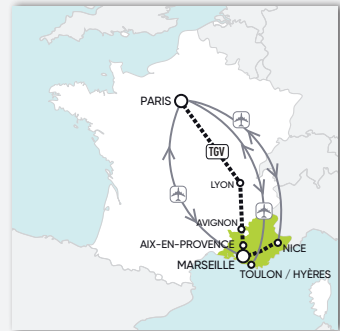 PARIS
TGV
LYON
AVIGNON
AIX-EN-PROVENCE
NICE
MARSEILLE
TOULON / HYÈRES